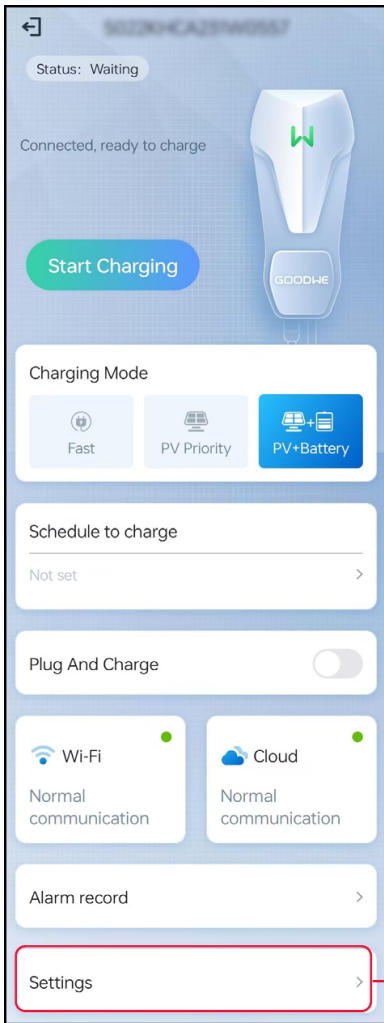 Status: Waiting
Connected, ready to charge
Start Charging
GOODWE
Charging Mode
Fast
PV Priority
PV+Battery
Schedule to charge
Not set
Plug And Charge
Wi-Fi
Normal
communication
Cloud
Normal
communication
Alarm record
Settings